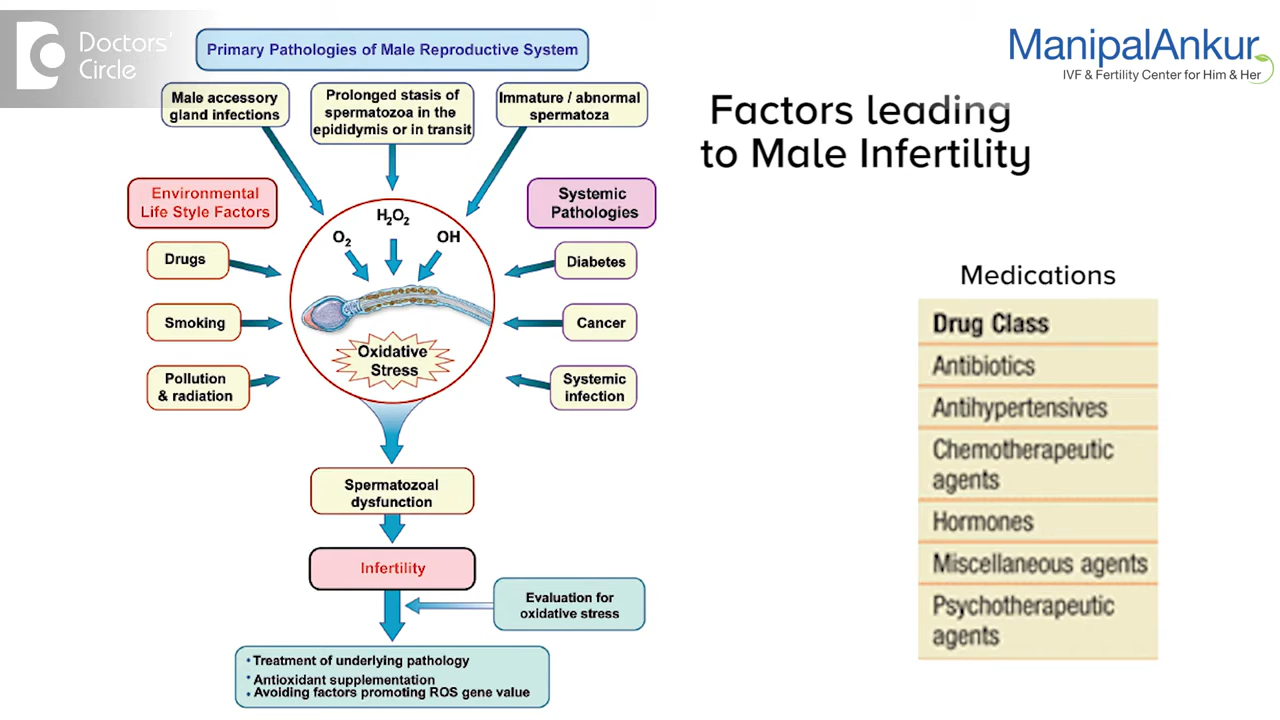 Doctors'
Circle
ManipalAnkur
IVF & Fertility Center for Him & Her
Primary Pathologies of Male Reproductive System
Male accessory
gland infections
Prolonged stasis of
spermatozoa in the
epididymis or in transit
Immature / abnormal
spermatoza
Factors leading
to Male Infertility
Environmental
Life Style Factors
Systemic
Pathologies
H₂O₂
O₂
OH
Drugs
Diabetes
Smoking
Cancer
Oxidative
Stress
Pollution
& radiation
Systemic
infection
Spermatozoal
dysfunction
Infertility
Evaluation for
oxidative stress
• Treatment of underlying pathology
• Antioxidant supplementation
• Avoiding factors promoting ROS gene value
Medications
Drug Class
Antibiotics
Antihypertensives
Chemotherapeutic
agents
Hormones
Miscellaneous agents
Psychotherapeutic
agents